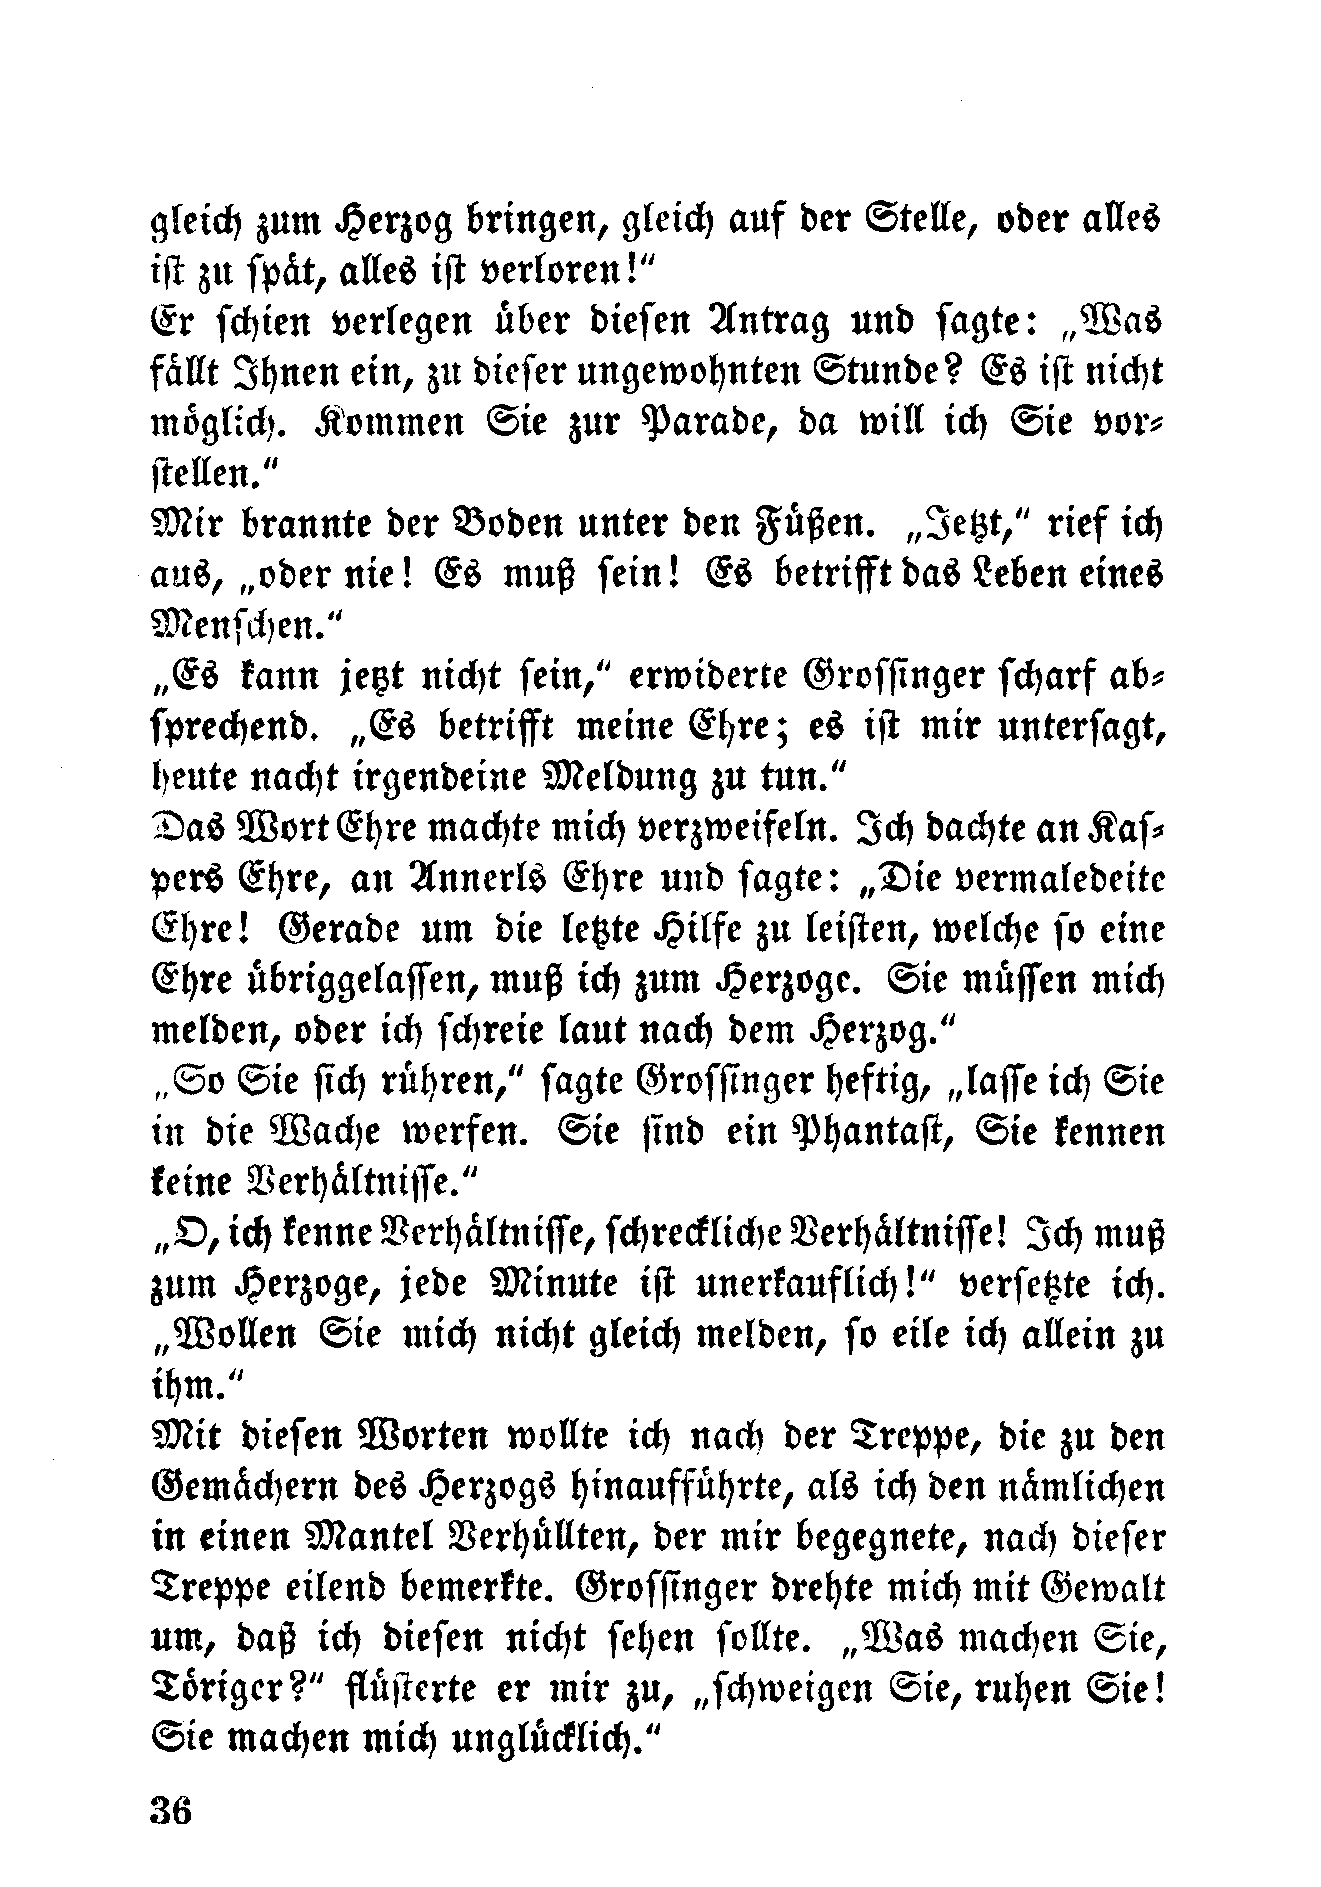 gleich zum Herzog bringen, gleich auf der Stelle, oder alles
ist zu spät, alles ist verloren!“
Er schien verlegen über diesen Antrag und sagte: „Was
fällt Ihnen ein, zu dieser ungewohnten Stunde? Es ist nicht
möglich. Kommen Sie zur Parade, da will ich Sie vor-
stellen.“
Mir brannte der Boden unter den Füßen. „Jetzt,“ rief ich
aus, „oder nie! Es muß sein! Es betrifft das Leben eines
Menschen.“
„Es kann jetzt nicht sein,“ erwiderte Grossinger scharf ab-
sprechend. „Es betrifft meine Ehre; es ist mir untersagt,
heute nacht irgendeine Meldung zu tun.“
Das Wort Ehre machte mich verzweifeln. Ich dachte an Kas-
pers Ehre, an Annerls Ehre und sagte: „Die vermaledeite
Ehre! Gerade um die letzte Hilfe zu leisten, welche so eine
Ehre übriggelassen, muß ich zum Herzoge. Sie müssen mich
melden, oder ich schreie laut nach dem Herzog.“
„So Sie sich rühren,“ sagte Grossinger heftig, „lasse ich Sie
in die Wache werfen. Sie sind ein Phantast, Sie kennen
keine Verhältnisse.“
„O, ich kenne Verhältnisse, schreckliche Verhältnisse! Ich muß
zum Herzoge, jede Minute ist unerkauflich!“ versetzte ich.
„Wollen Sie mich nicht gleich melden, so eile ich allein zu
ihm.“
Mit diesen Worten wollte ich nach der Treppe, die zu den
Gemächern des Herzogs hinaufführte, als ich den nämlichen
in einen Mantel Verhüllten, der mir begegnete, nach dieser
Treppe eilend bemerkte. Grossinger drehte mich mit Gewalt
um, daß ich diesen nicht sehen sollte. „Was machen Sie,
Töriger?“ flüsterte er mir zu, „schweigen Sie, ruhen Sie!
Sie machen mich unglücklich.“
36